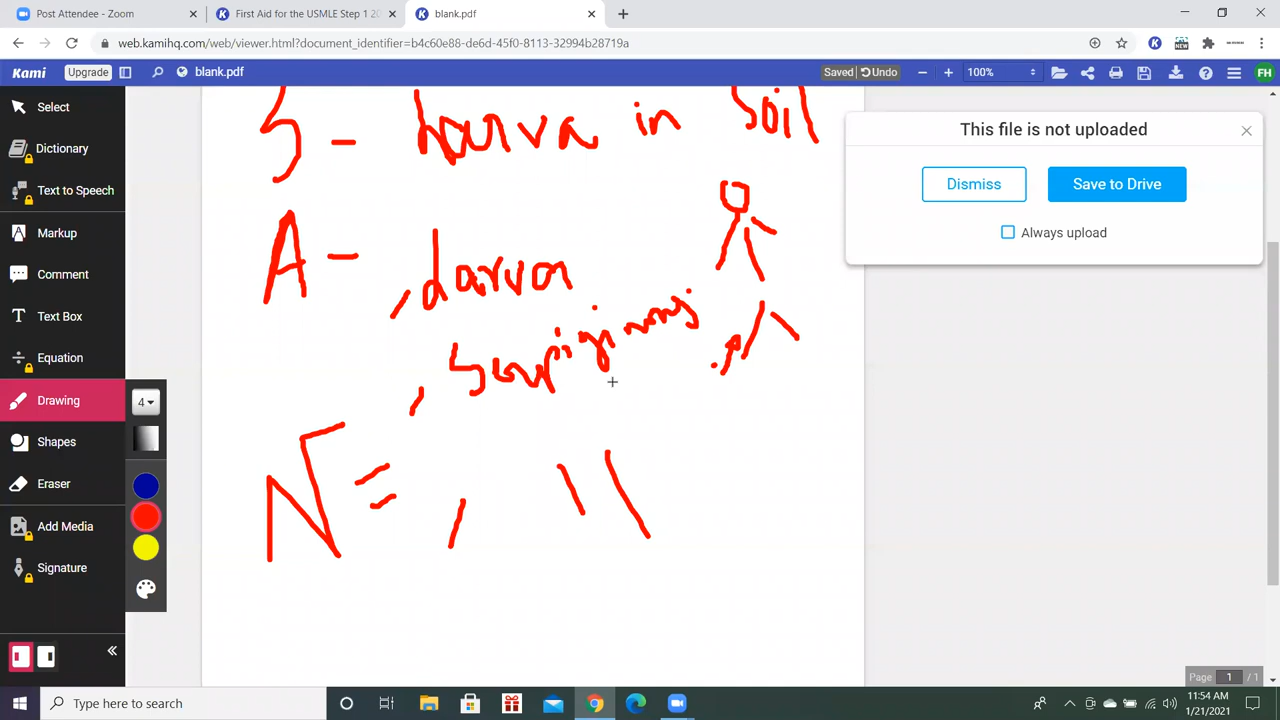 Post Attendee - Zoom
First Aid for the USMLE Step 1 20
blank.pdf
web.kamihq.com/web/viewer.html?document_identifier=b4c60e88-de6d-45f0-8113-32994b28719a
Kami
Upgrade
blank.pdf
Saved
Undo
100%
FH
Select
Dictionary
Text to Speech
Markup
Comment
Text Box
Equation
Drawing
Shapes
Eraser
Add Media
Signature
4
S - larva in Soil
A -
N =
This file is not uploaded
Dismiss
Save to Drive
Always upload
Page 1 / 1
Type here to search
11:54 AM
1/21/2021